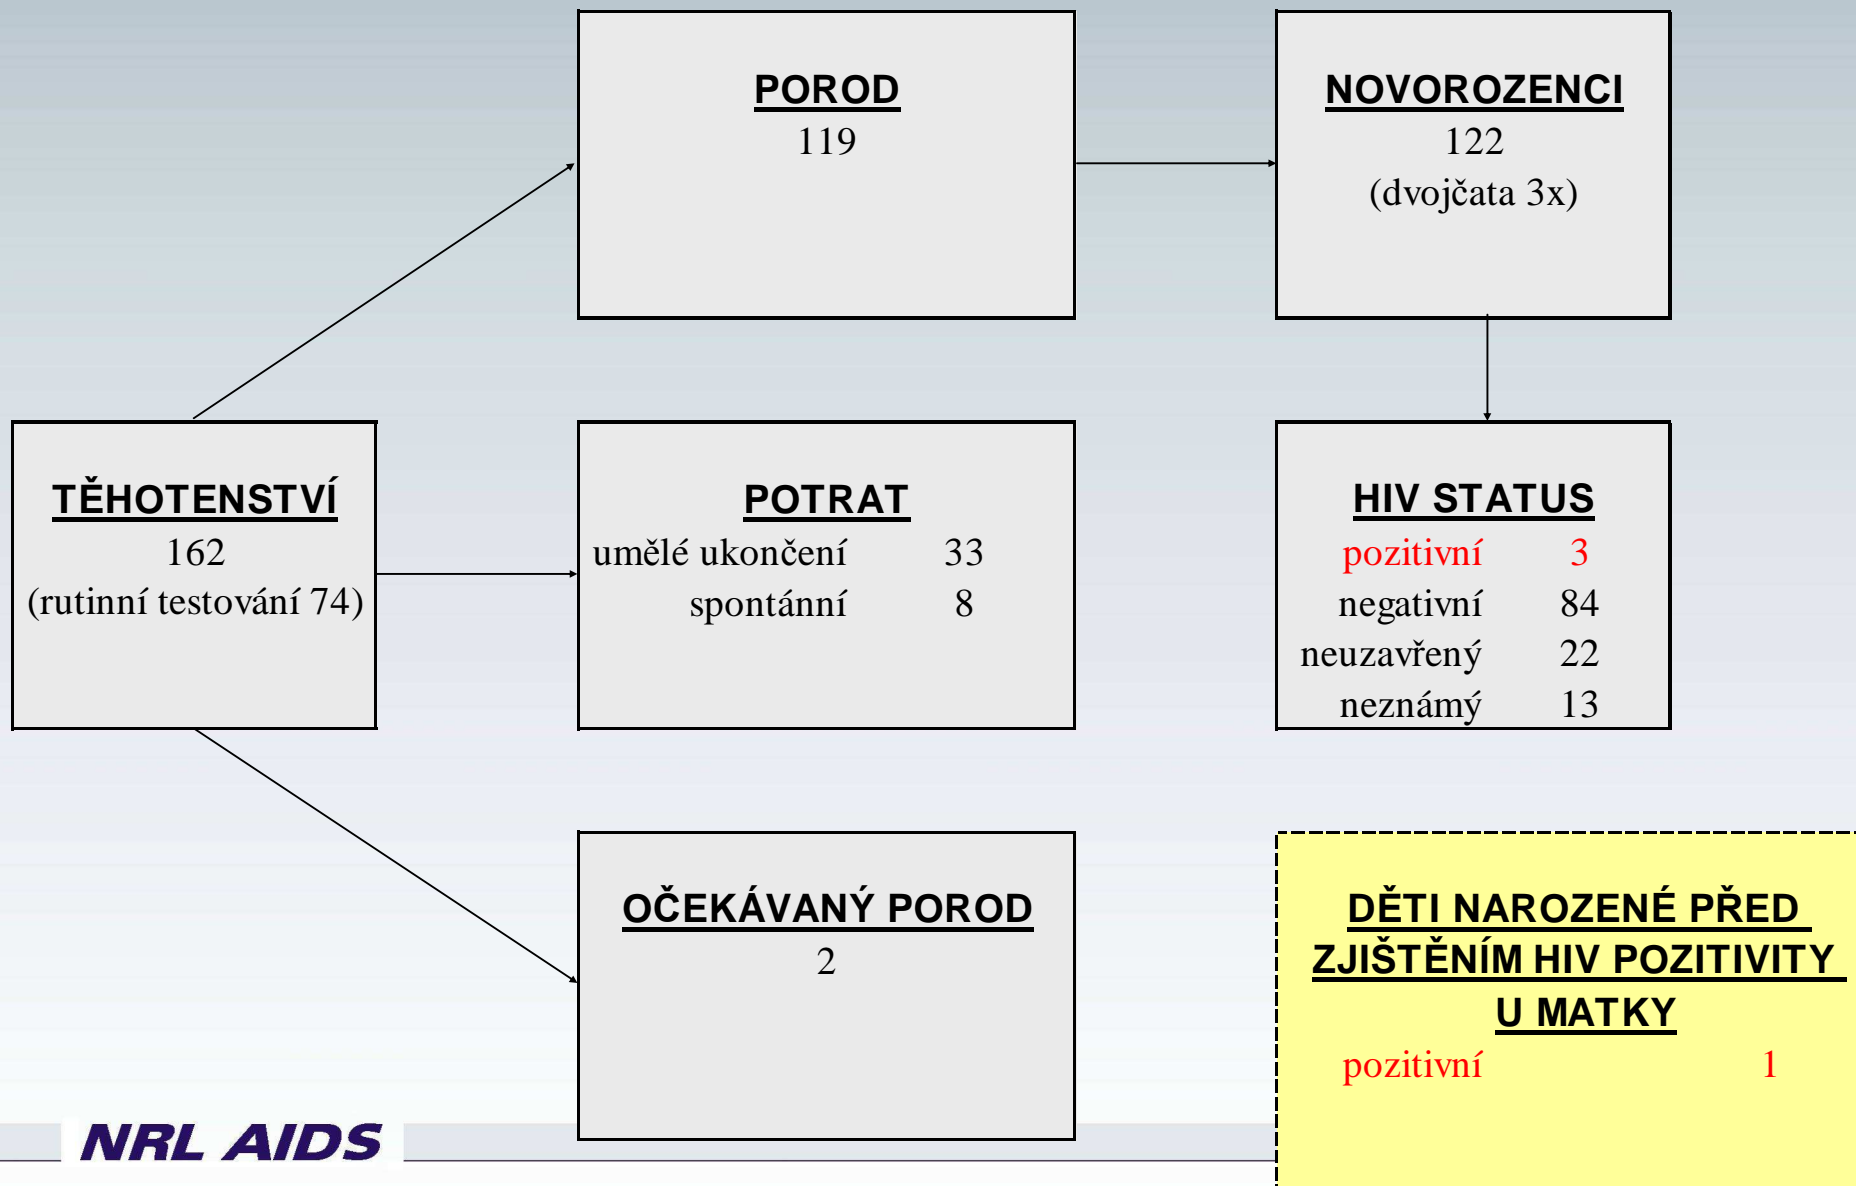 POROD
119
NOVOROZENCI
122
(dvojčata 3x)
TĚHOTENSTVÍ
162
(rutinní testování 74)
POTRAT
umělé ukončení 33
spontánní 8
HIV STATUS
pozitivní 3
negativní 84
neuzavřený 22
neznámý 13
OČEKÁVANÝ POROD
2
DĚTI NAROZENÉ PŘED
ZJIŠTĚNÍM HIV POZITIVITY
U MATKY
pozitivní 1
NRL AIDS